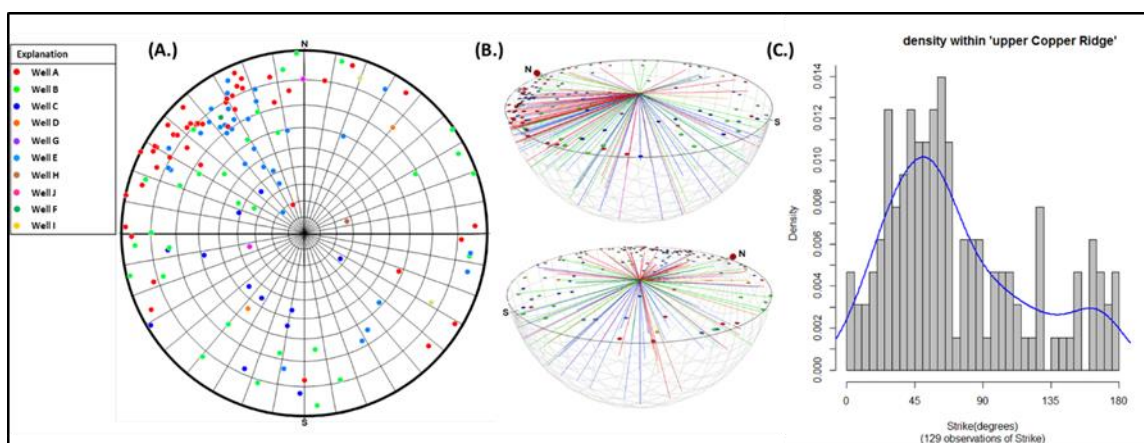 Explanation
Well A
Well B
Well C
Well D
Well G
Well E
Well H
Well J
Well F
Well I
(A.)
N
S
(B.)
N
S
N
S
(C.)
density within 'upper Copper Ridge'
Density
0.014
0.012
0.010
0.008
0.006
0.004
0.002
0.000
0 45 90 135 180
Strike(degrees)
(129 observations of Strike)